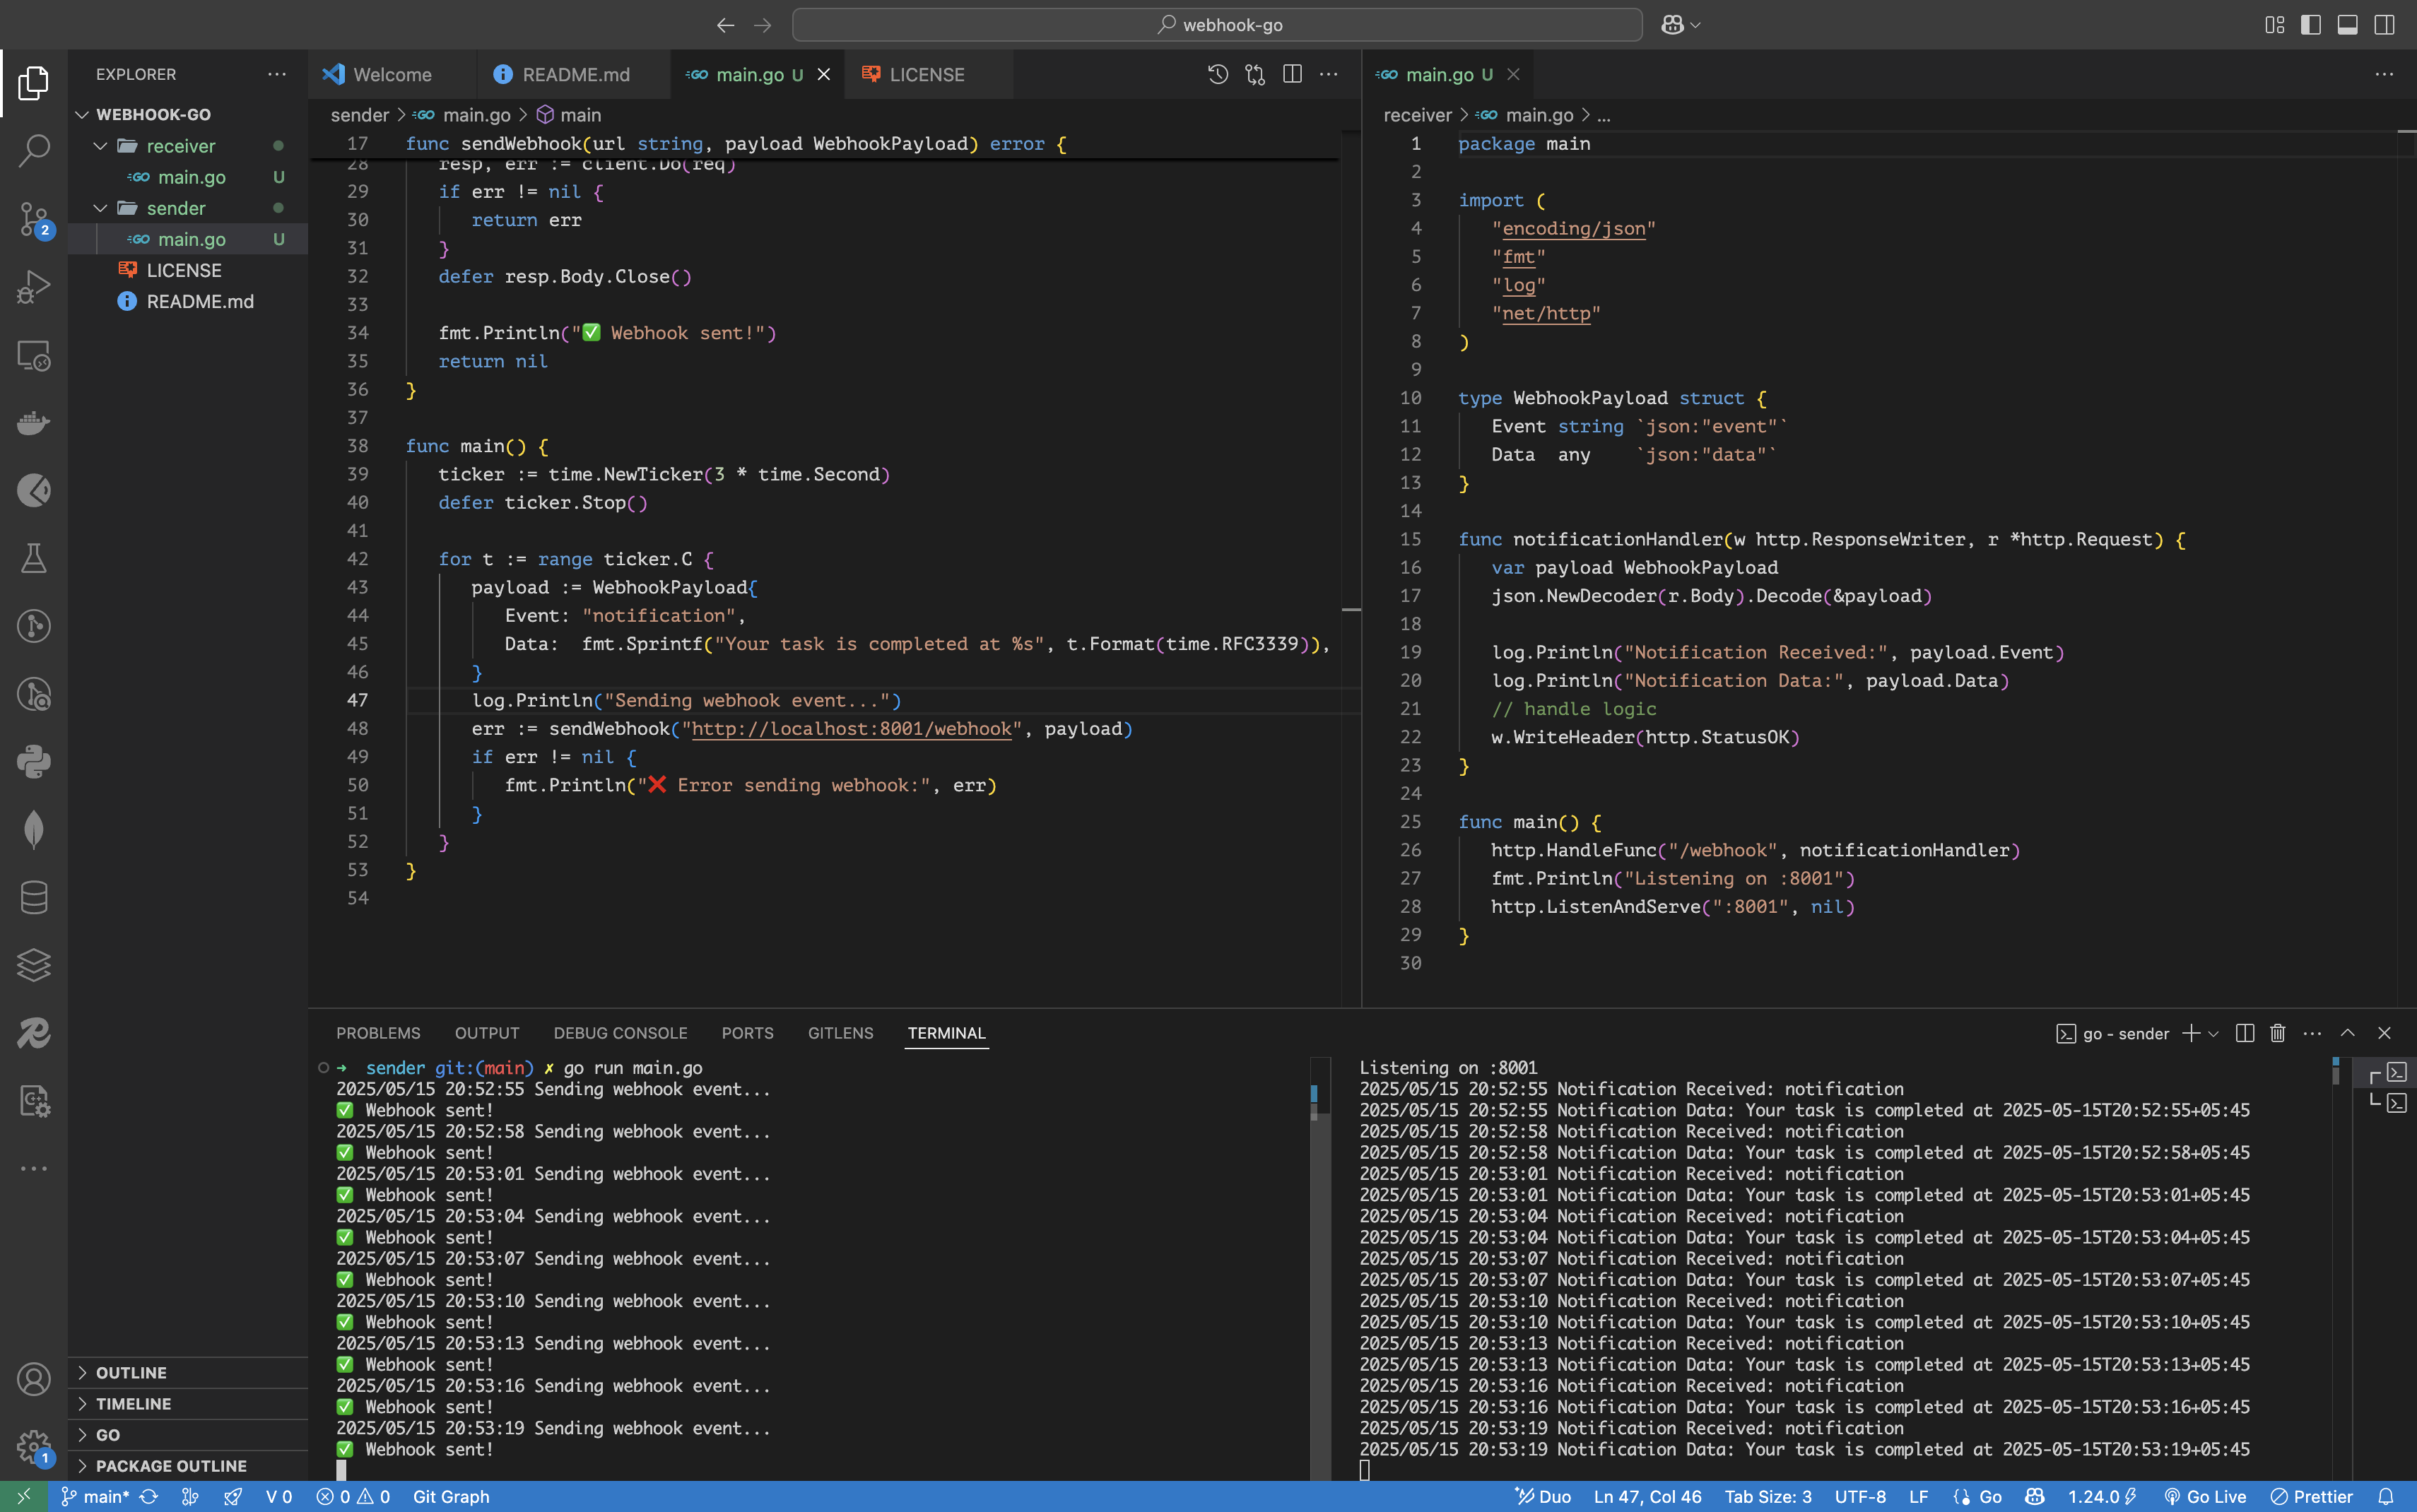 webhook-go
EXPLORER
WEBHOOK-GO
receiver
main.go U
sender
main.go U
LICENSE
README.md
OUTLINE
TIMELINE
GO
PACKAGE OUTLINE
2
1
Welcome
README.md
main.go U
LICENSE
sender > main.go > main
17 func sendWebhook(url string, payload WebhookPayload) error {
28 resp, err := client.Do(req)
29 if err != nil {
30 return err
31 }
32 defer resp.Body.Close()
33
34 fmt.Println("✅ Webhook sent!")
35 return nil
36 }
37
38 func main() {
39 ticker := time.NewTicker(3 * time.Second)
40 defer ticker.Stop()
41
42 for t := range ticker.C {
43 payload := WebhookPayload{
44 Event: "notification",
45 Data:  fmt.Sprintf("Your task is completed at %s", t.Format(time.RFC3339)),
46 }
47 log.Println("Sending webhook event...")
48 err := sendWebhook("http://localhost:8001/webhook", payload)
49 if err != nil {
50 fmt.Println("❌ Error sending webhook:", err)
51 }
52 }
53 }
54
main.go U
receiver > main.go > ...
1 package main
2
3 import (
4 "encoding/json"
5 "fmt"
6 "log"
7 "net/http"
8 )
9
10 type WebhookPayload struct {
11 Event string `json:"event"`
12 Data  any    `json:"data"`
13 }
14
15 func notificationHandler(w http.ResponseWriter, r *http.Request) {
16 var payload WebhookPayload
17 json.NewDecoder(r.Body).Decode(&payload)
18
19 log.Println("Notification Received:", payload.Event)
20 log.Println("Notification Data:", payload.Data)
21 // handle logic
22 w.WriteHeader(http.StatusOK)
23 }
24
25 func main() {
26 http.HandleFunc("/webhook", notificationHandler)
27 fmt.Println("Listening on :8001")
28 http.ListenAndServe(":8001", nil)
29 }
30
PROBLEMS OUTPUT DEBUG CONSOLE PORTS GITLENS TERMINAL
go - sender
➜ sender git:(main) ✗ go run main.go
2025/05/15 20:52:55 Sending webhook event...
✅ Webhook sent!
2025/05/15 20:52:58 Sending webhook event...
✅ Webhook sent!
2025/05/15 20:53:01 Sending webhook event...
✅ Webhook sent!
2025/05/15 20:53:04 Sending webhook event...
✅ Webhook sent!
2025/05/15 20:53:07 Sending webhook event...
✅ Webhook sent!
2025/05/15 20:53:10 Sending webhook event...
✅ Webhook sent!
2025/05/15 20:53:13 Sending webhook event...
✅ Webhook sent!
2025/05/15 20:53:16 Sending webhook event...
✅ Webhook sent!
2025/05/15 20:53:19 Sending webhook event...
✅ Webhook sent!
Listening on :8001
2025/05/15 20:52:55 Notification Received: notification
2025/05/15 20:52:55 Notification Data: Your task is completed at 2025-05-15T20:52:55+05:45
2025/05/15 20:52:58 Notification Received: notification
2025/05/15 20:52:58 Notification Data: Your task is completed at 2025-05-15T20:52:58+05:45
2025/05/15 20:53:01 Notification Received: notification
2025/05/15 20:53:01 Notification Data: Your task is completed at 2025-05-15T20:53:01+05:45
2025/05/15 20:53:04 Notification Received: notification
2025/05/15 20:53:04 Notification Data: Your task is completed at 2025-05-15T20:53:04+05:45
2025/05/15 20:53:07 Notification Received: notification
2025/05/15 20:53:07 Notification Data: Your task is completed at 2025-05-15T20:53:07+05:45
2025/05/15 20:53:10 Notification Received: notification
2025/05/15 20:53:10 Notification Data: Your task is completed at 2025-05-15T20:53:10+05:45
2025/05/15 20:53:13 Notification Received: notification
2025/05/15 20:53:13 Notification Data: Your task is completed at 2025-05-15T20:53:13+05:45
2025/05/15 20:53:16 Notification Received: notification
2025/05/15 20:53:16 Notification Data: Your task is completed at 2025-05-15T20:53:16+05:45
2025/05/15 20:53:19 Notification Received: notification
2025/05/15 20:53:19 Notification Data: Your task is completed at 2025-05-15T20:53:19+05:45
main* V 0 0 0 Git Graph Duo Ln 47, Col 46 Tab Size: 3 UTF-8 LF Go 1.24.0 Go Live Prettier